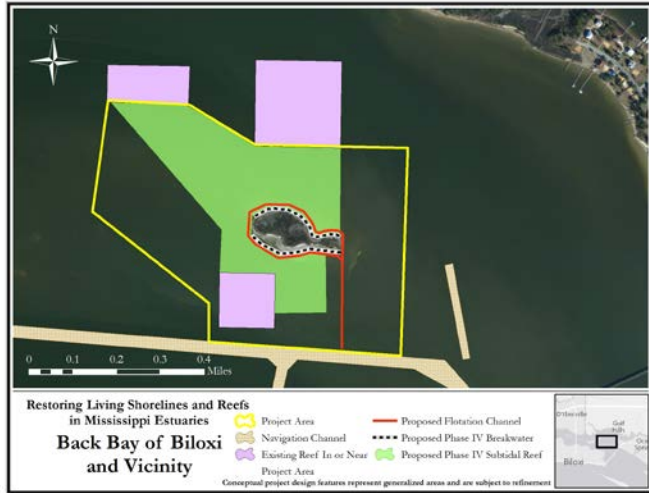 N
0 0.1 0.2 0.3 0.4
Miles
Restoring Living Shorelines and Reefs
in Mississippi Estuaries
Back Bay of Biloxi
and Vicinity
Project Area
Navigation Channel
Existing Reef In or Near
Project Area
Proposed Flotation Channel
Proposed Phase IV Breakwater
Proposed Phase IV Subtidal Reef
Conceptual project design features represent generalized areas and are subject to refinement
Biloxi